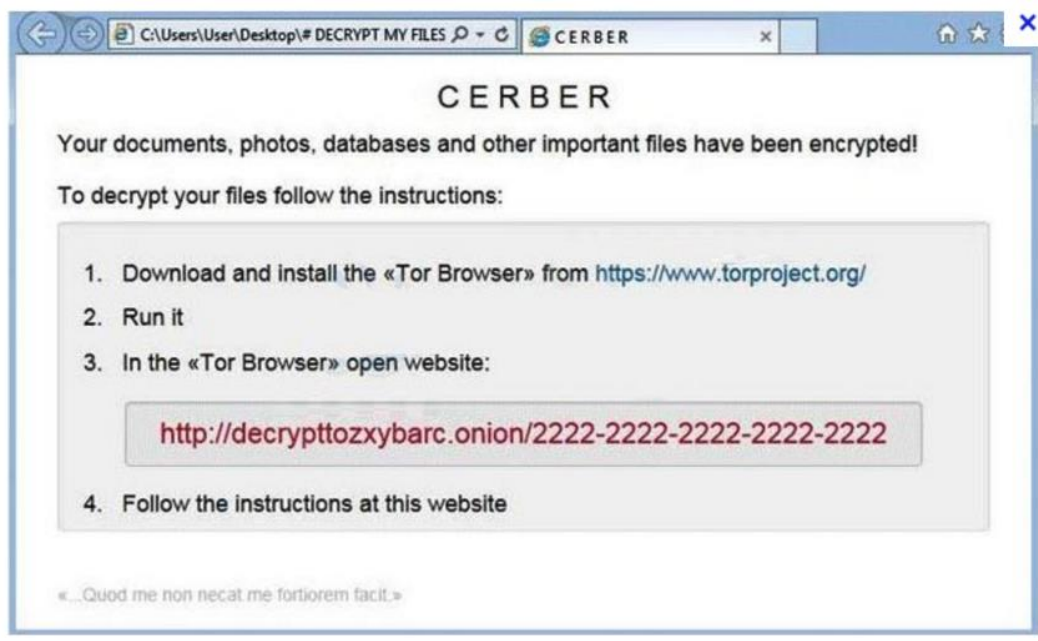 C:\Users\User\Desktop\# DECRYPT MY FILES
CERBER
CERBER
Your documents, photos, databases and other important files have been encrypted!
To decrypt your files follow the instructions:
1. Download and install the «Tor Browser» from https://www.torproject.org/
2. Run it
3. In the «Tor Browser» open website:
http://decrypttozxybarc.onion/2222-2222-2222-2222-2222
4. Follow the instructions at this website
«...Quod me non necat me fortiorem facit.»